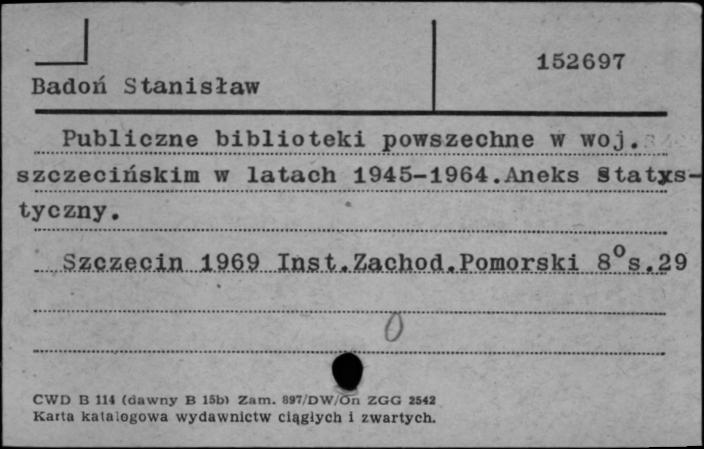 152697
Badoń Stanisław
Publiczne biblioteki powszechne w woj.
szczecińskim w latach 1945-1964.Aneks Statys-
tyczny.
Szczecin 1969 Inst.Zachod.Pomorski 8° s.29
0
CWD B 114 (dawny B 15b) Zam. 897/DW/On ZGG 2542
Karta katalogowa wydawnictw ciągłych i zwartych.